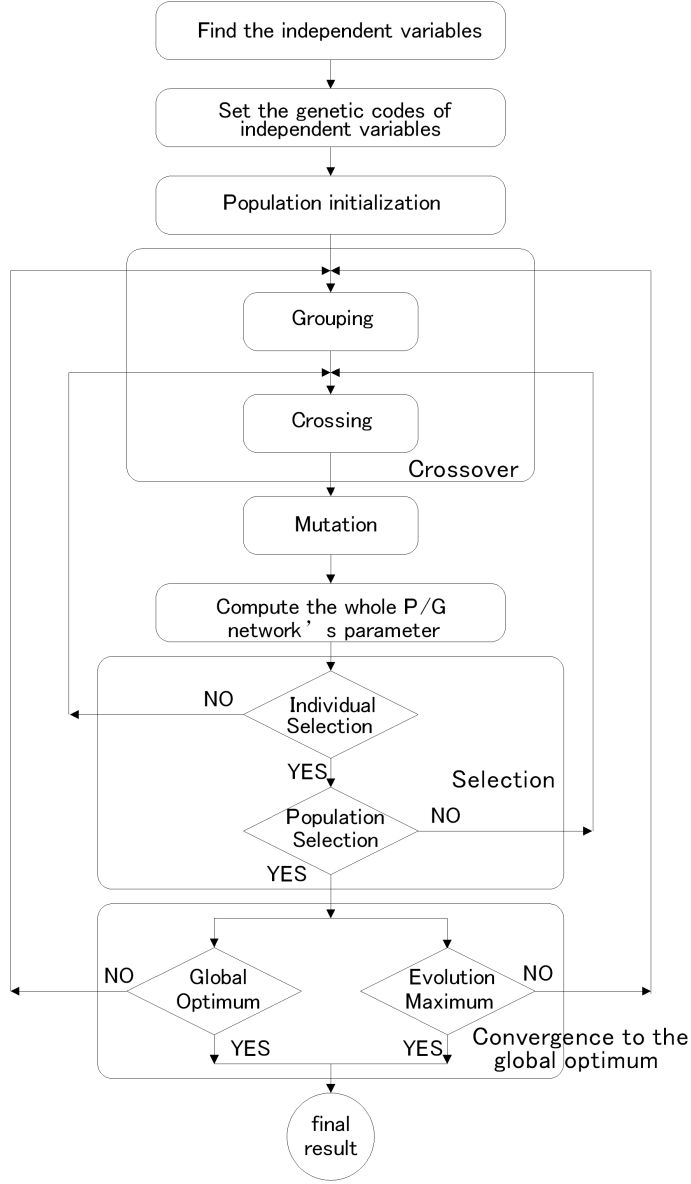 Find the independent variables
Set the genetic codes of
independent variables
Population initialization
Grouping
Crossing
Crossover
Mutation
Compute the whole P/G
network’ s parameter
NO
Individual
Selection
YES
Selection
Population
Selection
NO
YES
NO
Global
Optimum
Evolution
Maximum
NO
YES
YES
Convergence to the
global optimum
final
result